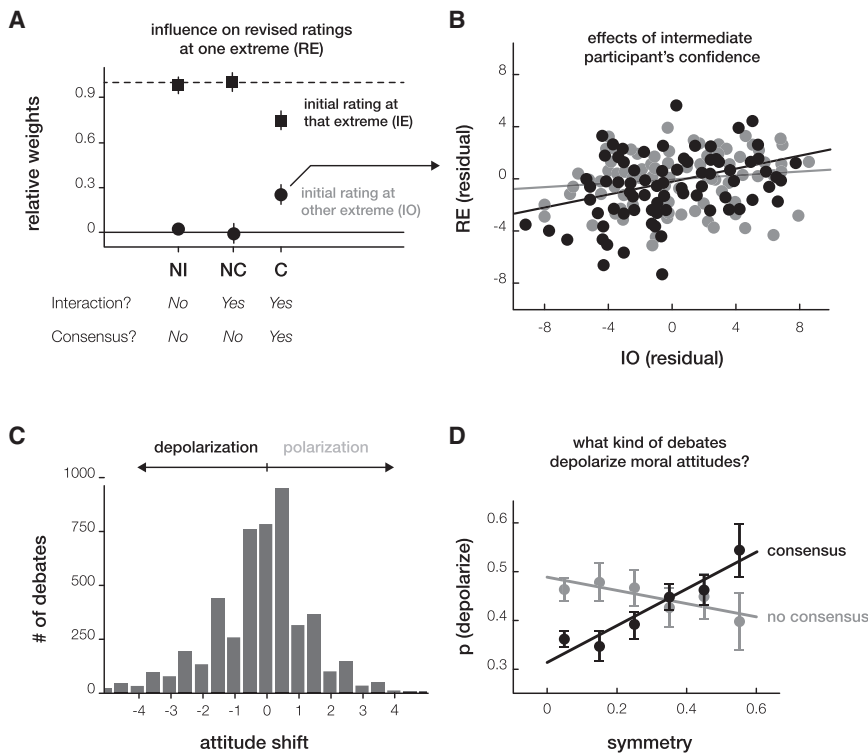 A
influence on revised ratings
at one extreme (RE)
relative weights
0.9
0.6
0.3
0
initial rating at
that extreme (IE)
initial rating at
other extreme (IO)
NI NC C
Interaction? No Yes Yes
Consensus? No No Yes
B
effects of intermediate
participant's confidence
RE (residual)
8
4
0
-4
-8
-8 -4 0 4 8
IO (residual)
C
depolarization polarization
# of debates
1000
750
500
250
0
-4 -3 -2 -1 0 1 2 3 4
attitude shift
D
what kind of debates
depolarize moral attitudes?
p (depolarize)
0.6
0.5
0.4
0.3
consensus
no consensus
0 0.2 0.4 0.6
symmetry